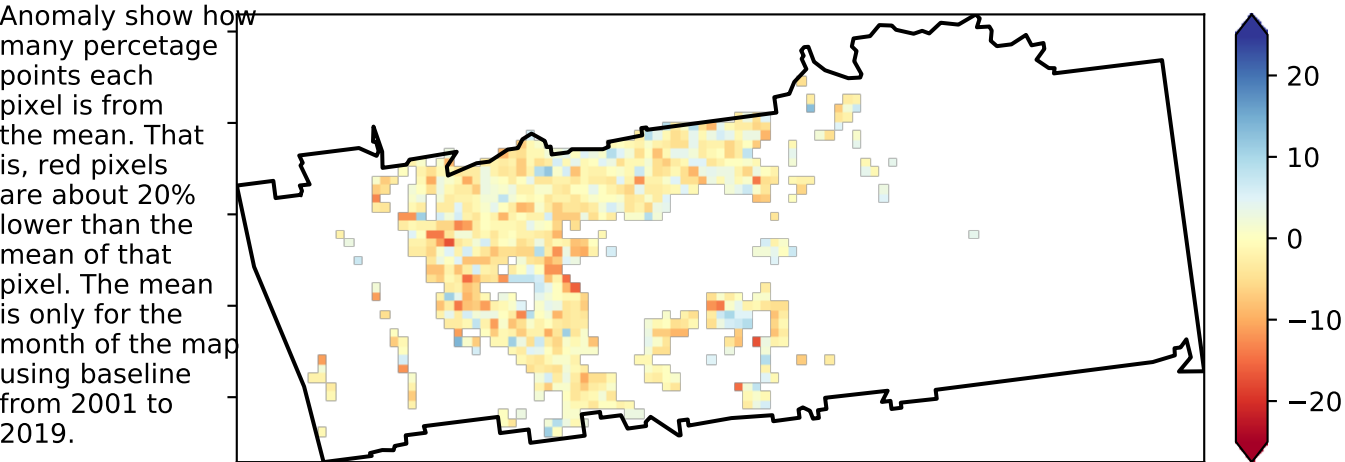 Anomaly show how
many percetage
points each
pixel is from
the mean. That
is, red pixels
are about 20%
lower than the
mean of that
pixel. The mean
is only for the
month of the map
using baseline
from 2001 to
2019.
20
10
0
−10
−20